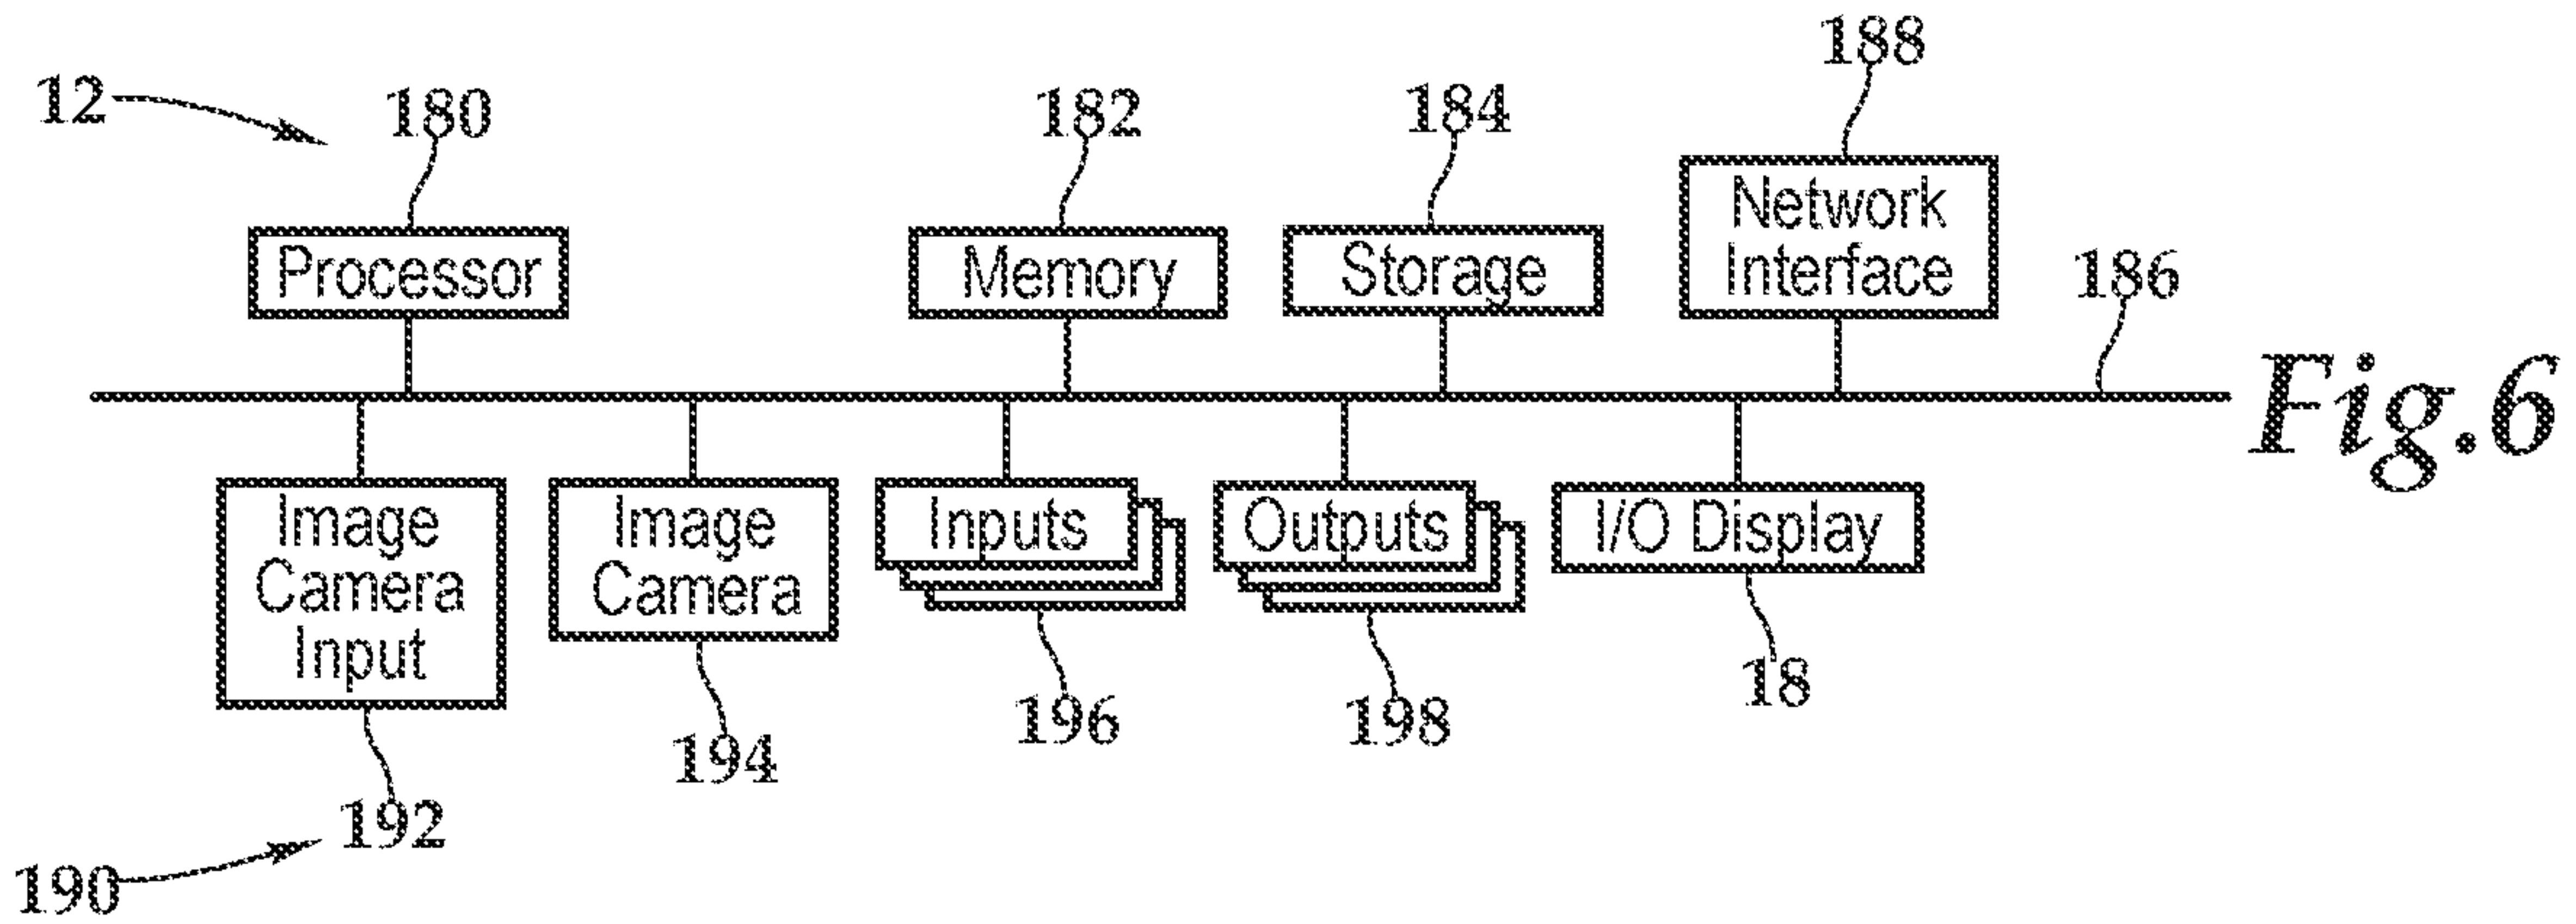 188
12
180
182
184
Network
Interface
Processor
Memory
Storage
186
Fig.6
Image
Camera
Input
Image
Camera
Inputs
Outputs
I/O Display
18
196
198
194
192
190